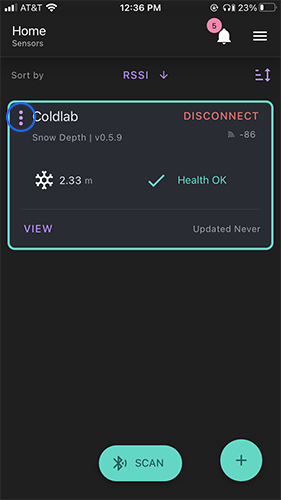 AT&T 12:36 PM 23%
Home
5
Sensors
Sort by RSSI
Coldlab DISCONNECT
Snow Depth | v0.5.9 -86
2.33 m Health OK
VIEW Updated Never
SCAN